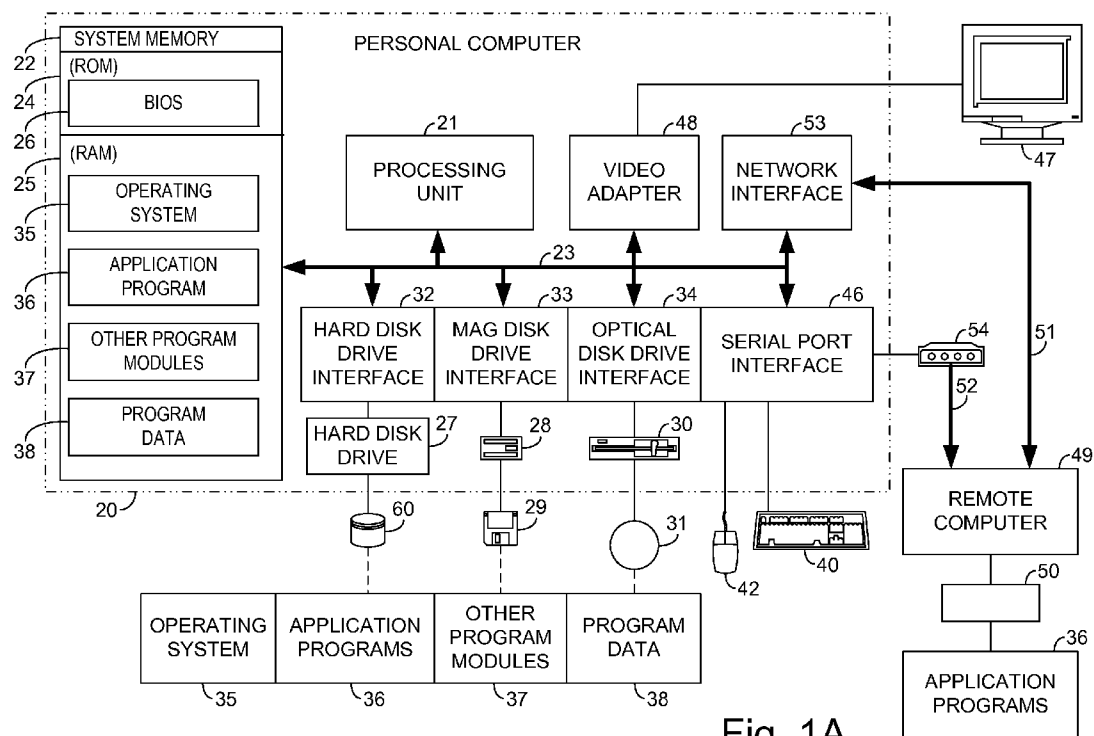 SYSTEM MEMORY
22
PERSONAL COMPUTER
(ROM)
24
BIOS
26
(RAM)
25
OPERATING
SYSTEM
35
APPLICATION
PROGRAM
36
OTHER PROGRAM
MODULES
37
PROGRAM
DATA
38
20
21
PROCESSING
UNIT
48
VIDEO
ADAPTER
53
NETWORK
INTERFACE
47
23
32
HARD DISK
DRIVE
INTERFACE
33
MAG DISK
DRIVE
INTERFACE
34
OPTICAL
DISK DRIVE
INTERFACE
46
SERIAL PORT
INTERFACE
54
51
52
27
HARD DISK
DRIVE
28
30
49
REMOTE
COMPUTER
60
29
31
42
40
50
OPERATING
SYSTEM
35
APPLICATION
PROGRAMS
36
OTHER
PROGRAM
MODULES
37
PROGRAM
DATA
38
36
APPLICATION
PROGRAMS
Fig. 1A